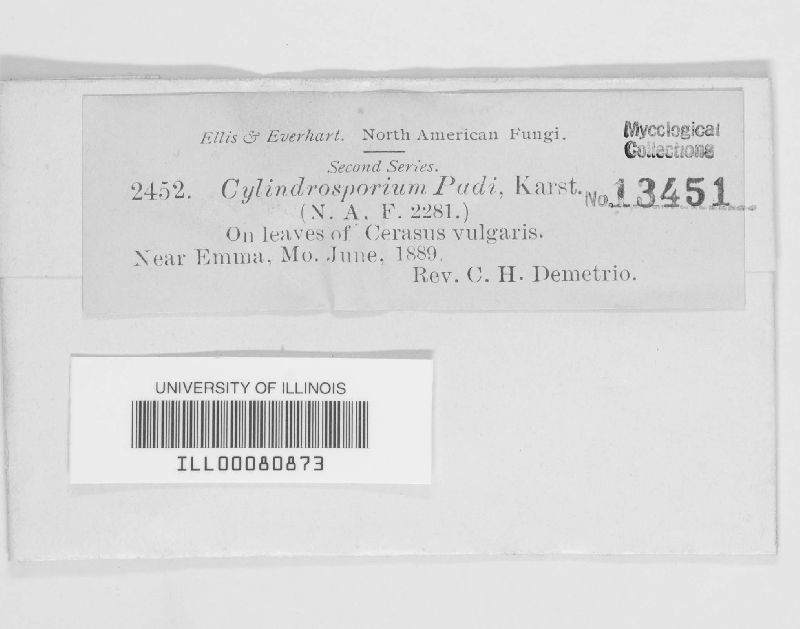 Ellis & Everhart. North American Fungi.
Second Series.
2452. Cylindrosporium Padi, Karst.
(N. A. F. 2281.)
On leaves of Cerasus vulgaris.
Near Emma, Mo. June, 1889.
Rev. C. H. Demetrio.
Mycological
Collections
No. 13451
UNIVERSITY OF ILLINOIS
ILL00080873